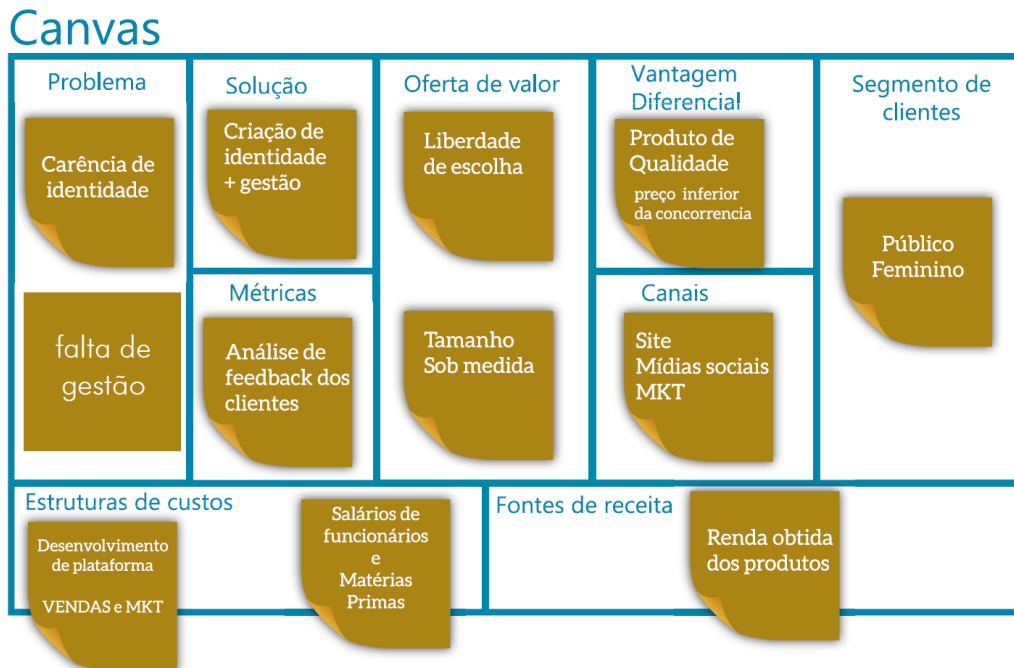 Canvas
Problema
Carência de
identidade
falta de
gestão
Solução
Criação de
identidade
+ gestão
Métricas
Análise de
feedback dos
clientes
Oferta de valor
Liberdade
de escolha
Tamanho
Sob medida
Vantagem
Diferencial
Produto de
Qualidade
preço inferior
da concorrencia
Canais
Site
Mídias sociais
MKT
Segmento de
clientes
Público
Feminino
Estruturas de custos
Desenvolvimento
de plataforma
VENDAS e MKT
Salários de
funcionários
e
Matérias
Primas
Fontes de receita
Renda obtida
dos produtos